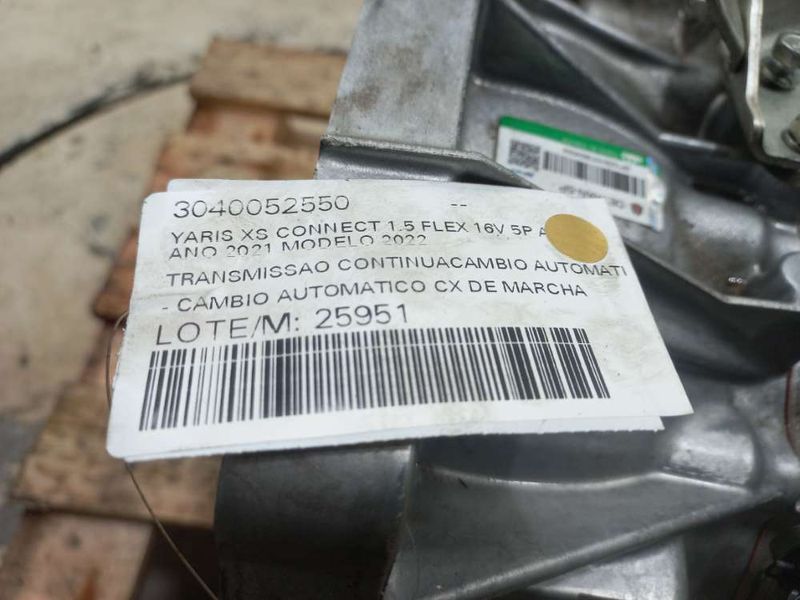 3040052550 --
YARIS XS CONNECT 1.5 FLEX 16V 5P
ANO 2021 MODELO 2022
TRANSMISSAO CONTINUACAMBIO AUTOMATI
- CAMBIO AUTOMATICO CX DE MARCHA
LOTE/M: 25951